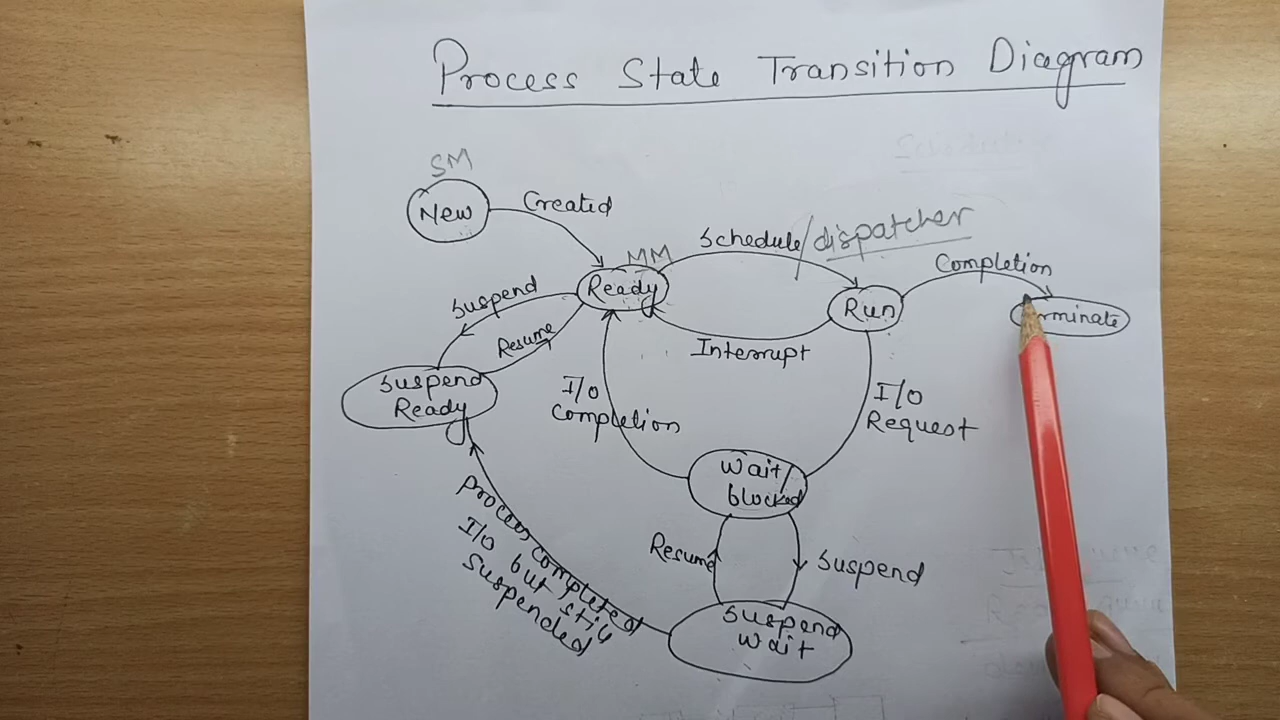 Process State Transition Diagram
SM
New
Created
MM
Ready
Schedule/dispatcher
Run
Completion
Terminate
Suspend
Resume
Interrupt
Suspend
Ready
I/O
Completion
I/O
Request
Wait/
blocked
Resume
Suspend
Suspend
Wait
Process completed
I/O but still
Suspended